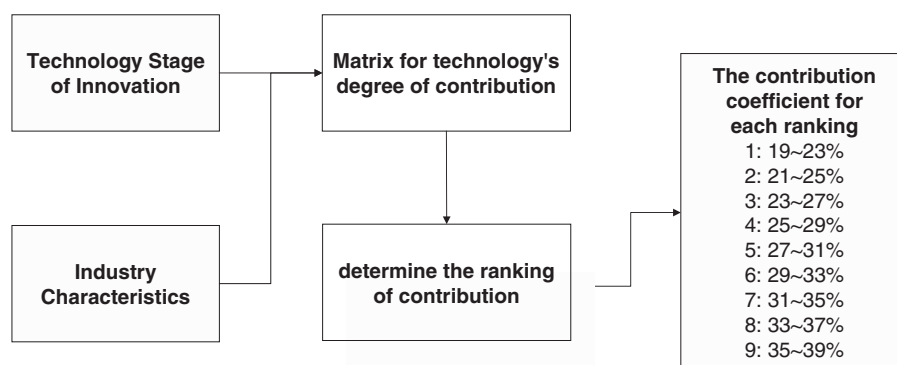 Technology Stage
of Innovation
Matrix for technology's
degree of contribution
Industry
Characteristics
determine the ranking
of contribution
The contribution
coefficient for
each ranking
1: 19~23%
2: 21~25%
3: 23~27%
4: 25~29%
5: 27~31%
6: 29~33%
7: 31~35%
8: 33~37%
9: 35~39%